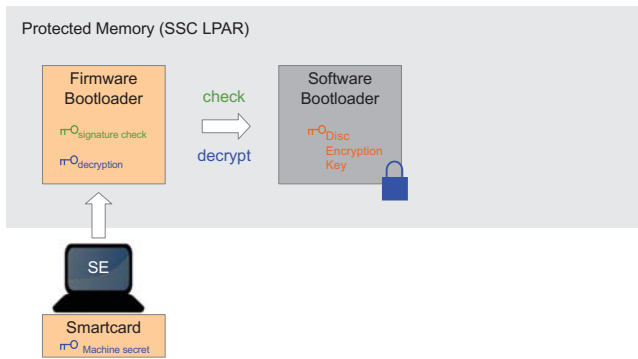 Protected Memory (SSC LPAR)
Firmware
Bootloader
signature check
decryption
check
decrypt
Software
Bootloader
Disc
Encryption
Key
SE
Smartcard
Machine secret